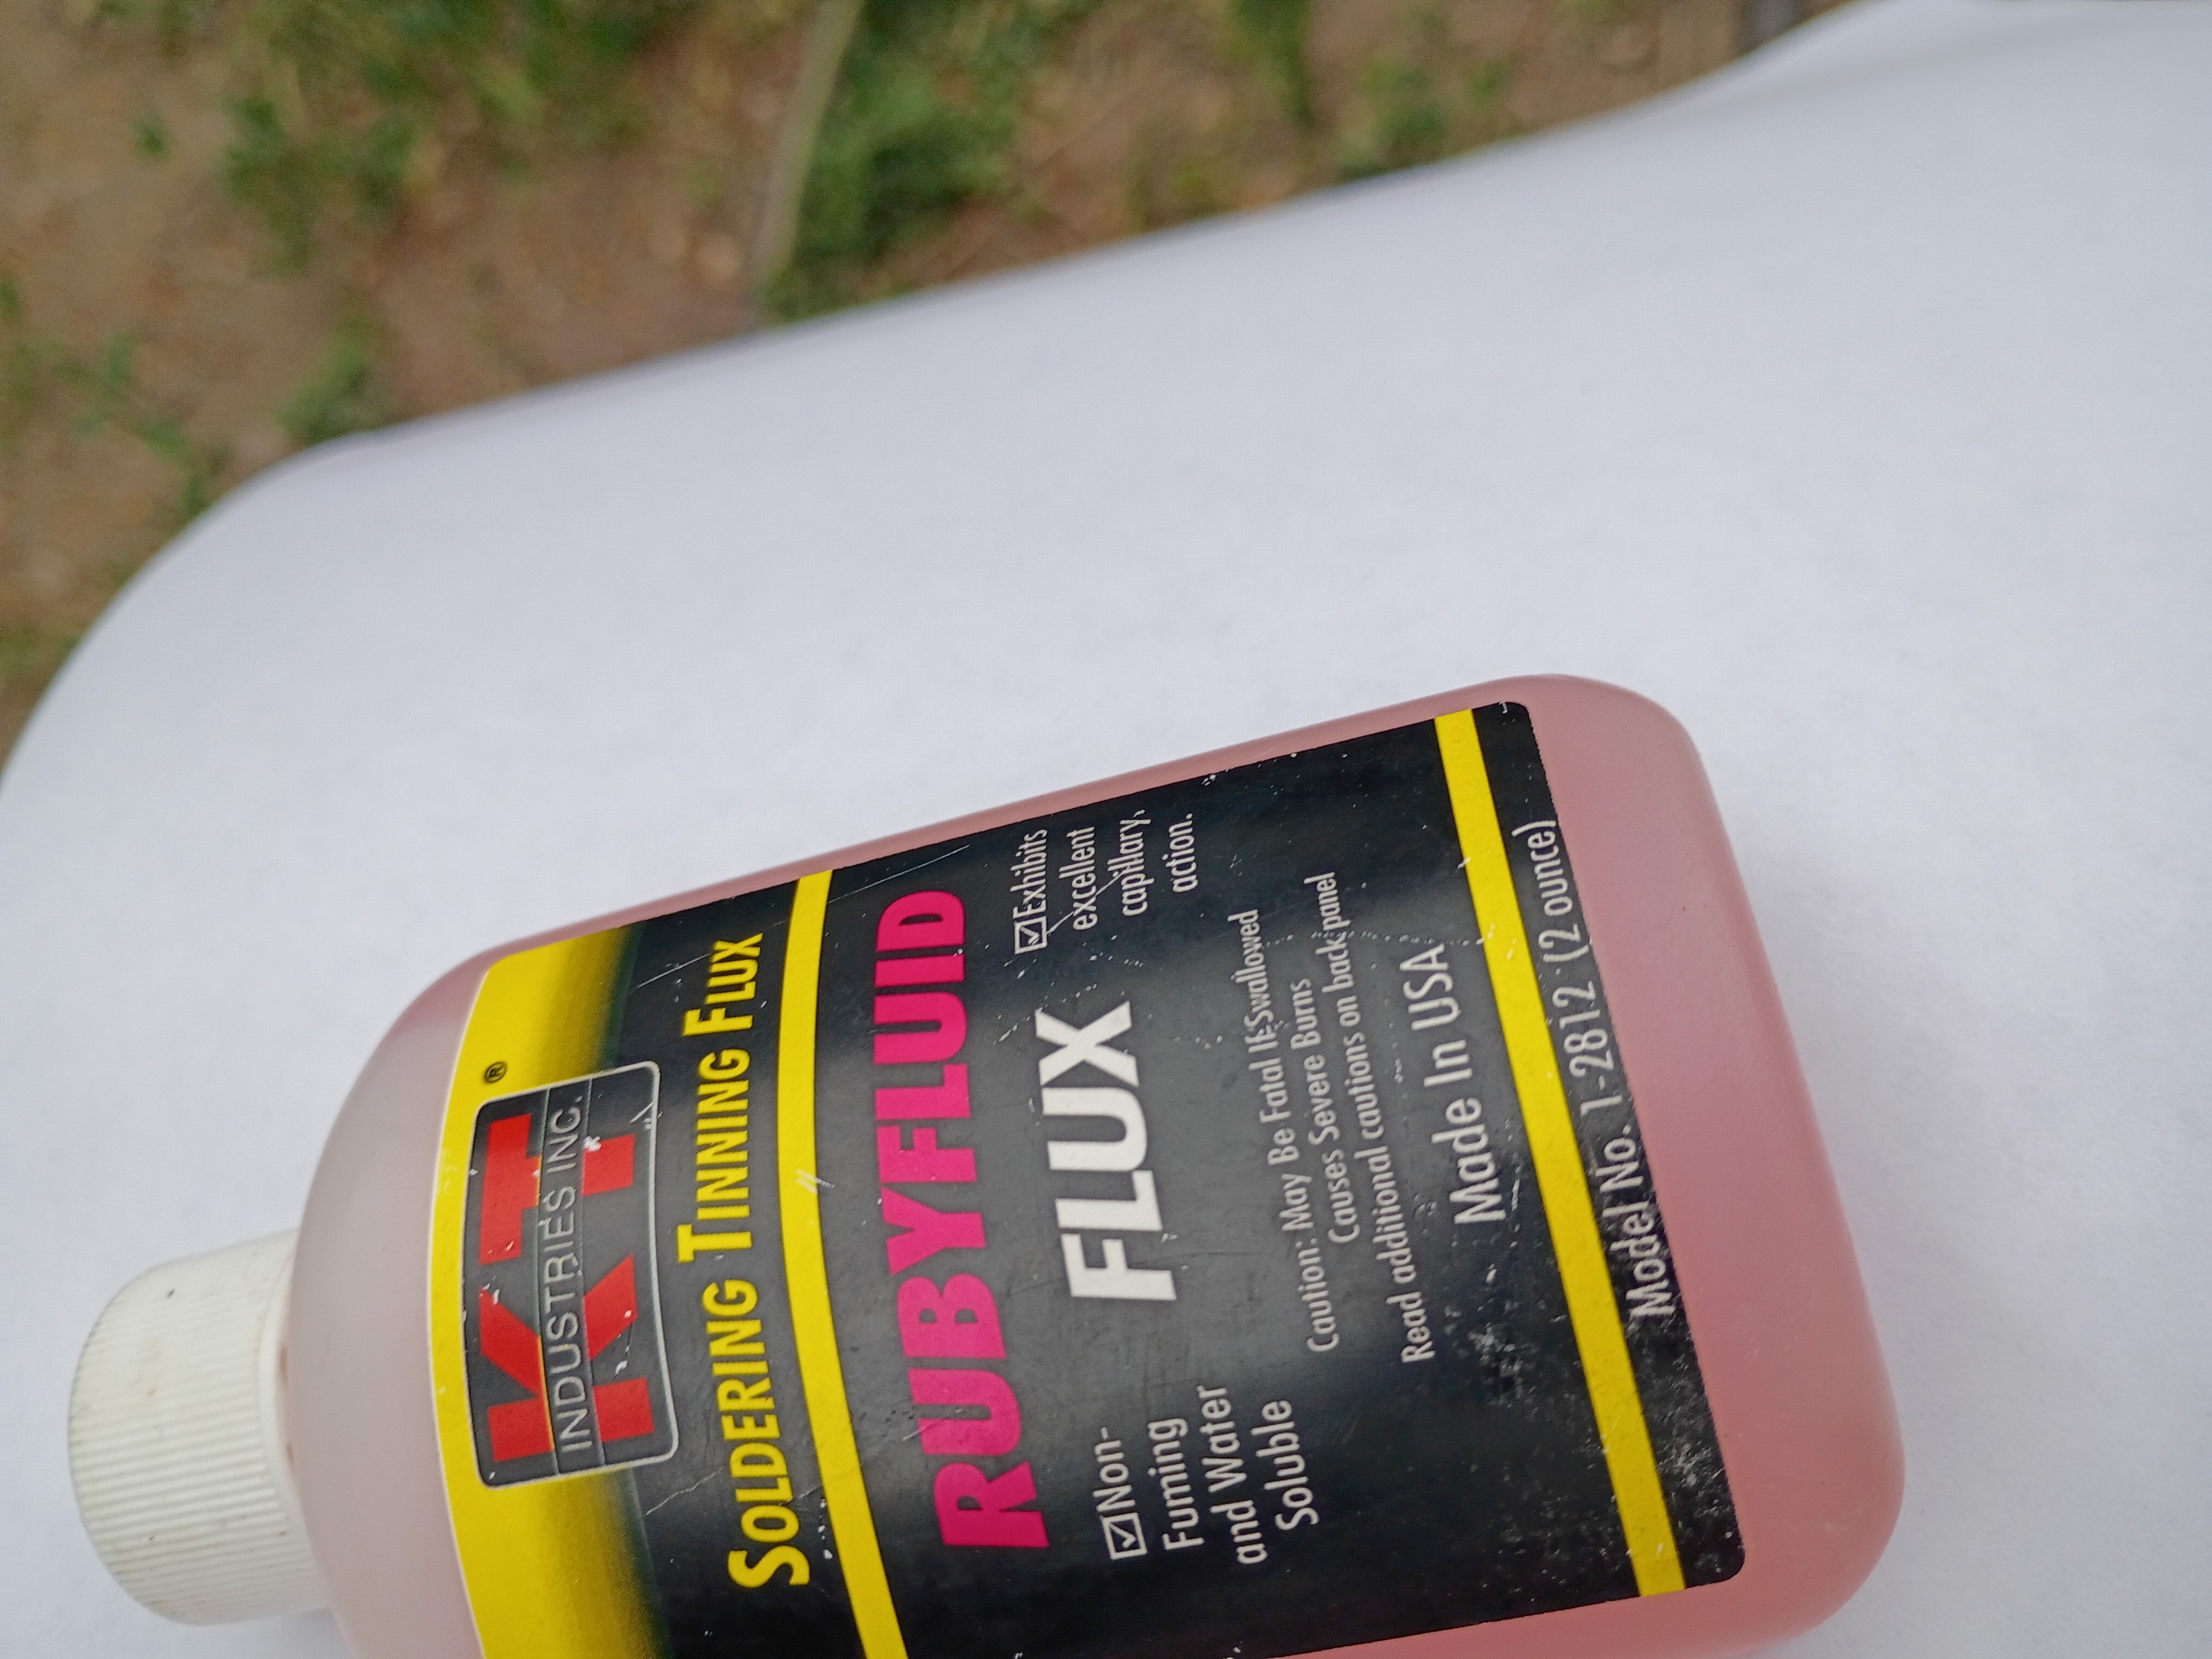 KT
INDUSTRIES INC.
®
SOLDERING TINNING FLUX
RUBYFLUID
FLUX
☑Non-
Fuming
and Water
Soluble
☑Exhibits
excellent
capillary
action.
Caution: May Be Fatal If Swallowed
Causes Severe Burns
Read additional cautions on back panel
Made In USA
Model No. 1-2812 (2 ounce)